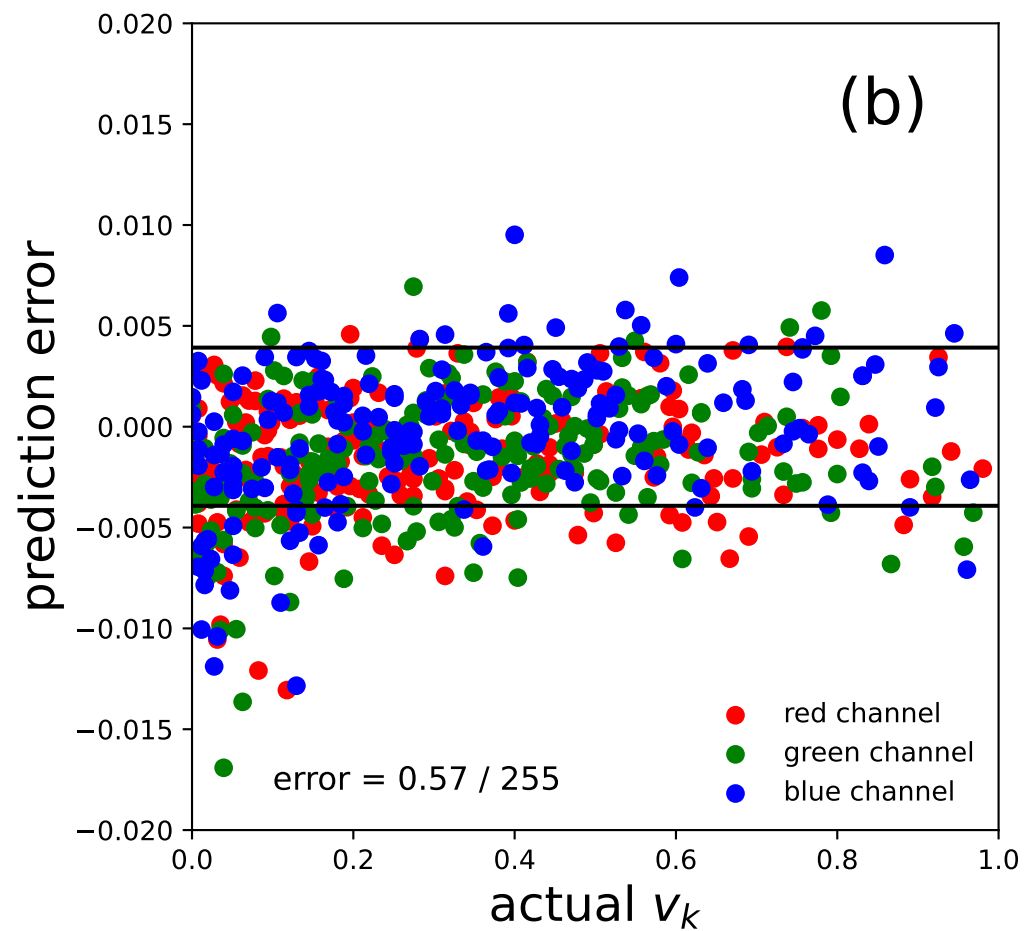 0.020
0.015
0.010
0.005
0.000
−0.005
−0.010
−0.015
−0.020
prediction error
(b)
red channel
green channel
blue channel
error = 0.57 / 255
0.0 0.2 0.4 0.6 0.8 1.0
actual vₖ